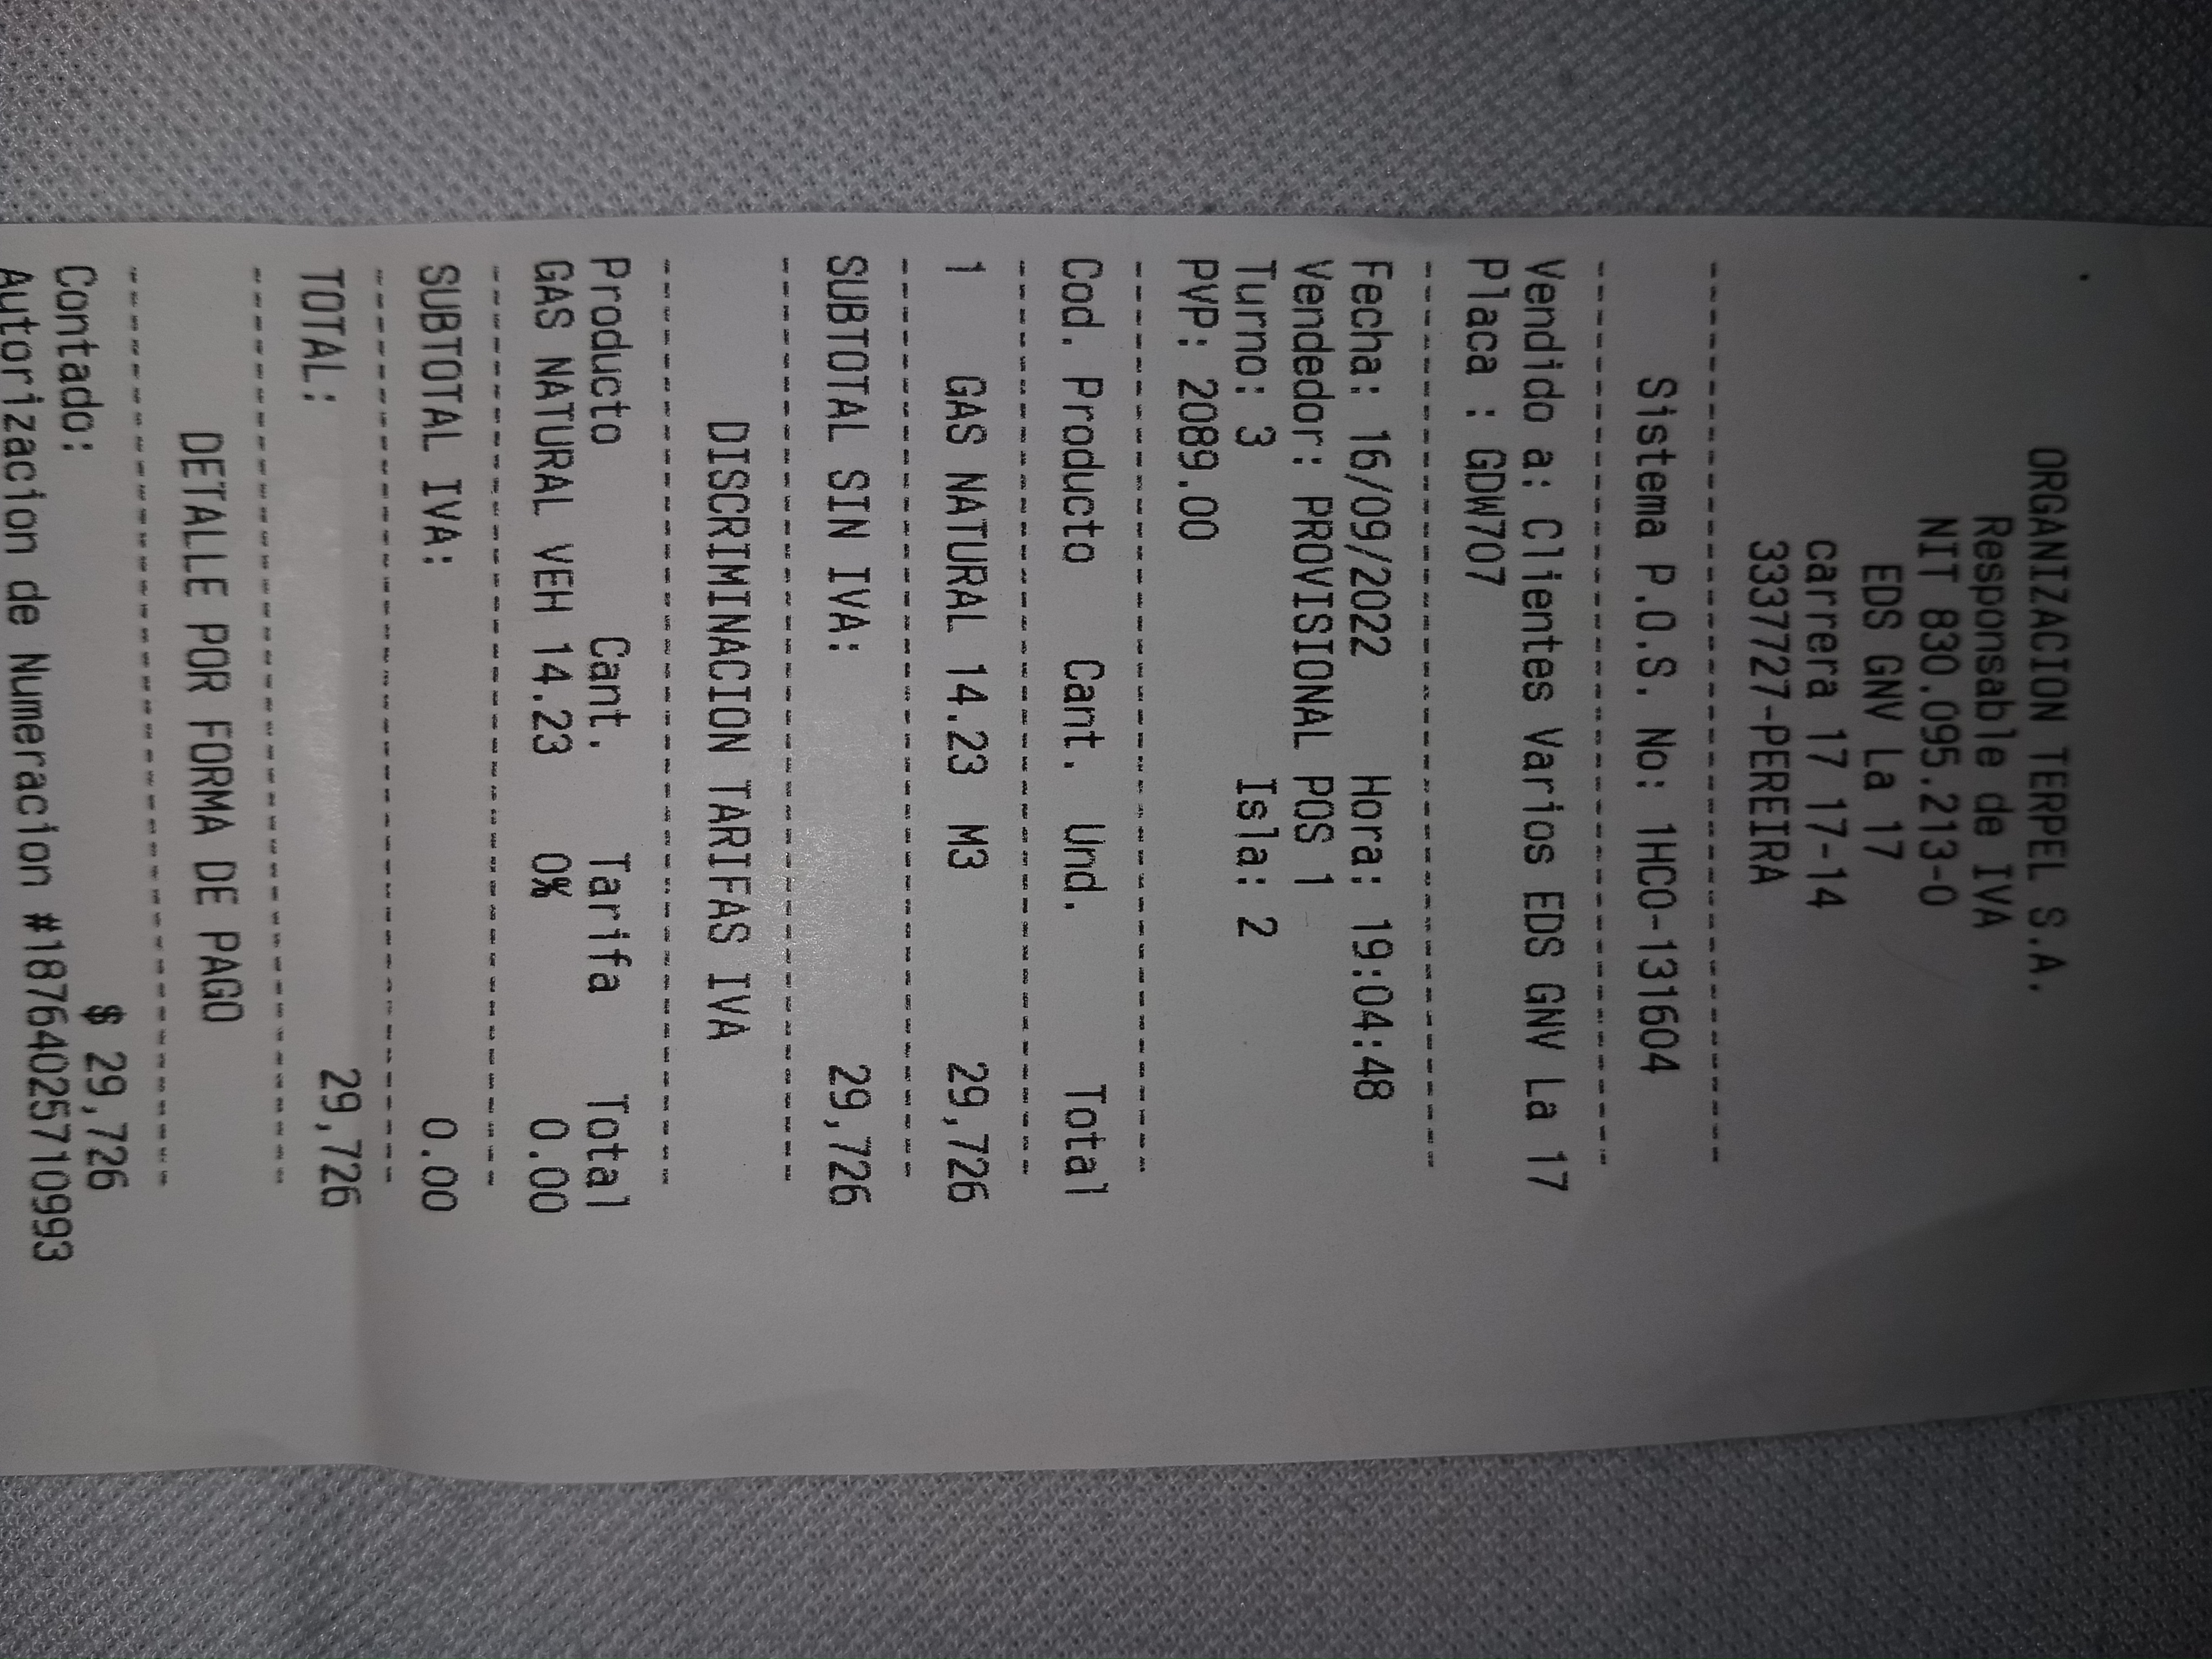 ORGANIZACION TERPEL S.A.
Responsable de IVA
NIT 830.095.213-0
EDS GNV La 17
carrera 17 17-14
3337727-PEREIRA
--------------------------------
Sistema P.O.S. No: 1HCO-131604
--------------------------------
Vendido a: Clientes Varios EDS GNV La 17
Placa : GDW707
--------------------------------
Fecha: 16/09/2022 Hora: 19:04:48
Vendedor: PROVISIONAL POS 1
Turno: 3 Isla: 2
PVP: 2089.00
--------------------------------
Cod. Producto Cant. Und. Total
--------------------------------
1 GAS NATURAL 14.23 M3 29,726
--------------------------------
SUBTOTAL SIN IVA: 29,726
--------------------------------
DISCRIMINACION TARIFAS IVA
--------------------------------
Producto Cant. Tarifa Total
GAS NATURAL VEH 14.23 0% 0.00
--------------------------------
SUBTOTAL IVA: 0.00
--------------------------------
TOTAL: 29,726
--------------------------------
DETALLE POR FORMA DE PAGO
--------------------------------
Contado: $ 29,726
Autorizacion de Numeracion #18764025710993